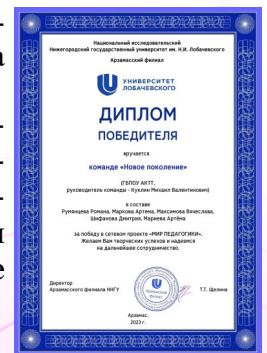 а
и
е
Национальный исследовательский
Нижегородский государственный университет им. Н.И. Лобачевского
Арзамасский филиал
УНИВЕРСИТЕТ
ЛОБАЧЕВСКОГО
ДИПЛОМ
ПОБЕДИТЕЛЯ
вручается
команде «Новое поколение»
(ГБПОУ АКТТ,
руководитель команды - Куклин Михаил Валентинович)
в составе
Румянцева Романа, Маркова Артема, Максимова Вячеслава,
Шифанова Дмитрия, Мариева Артёма
за победу в сетевом проекте «МИР ПЕДАГОГИКИ».
Желаем Вам творческих успехов и надеемся
на дальнейшее сотрудничество.
Директор
Арзамасского филиала ННГУ
Т.Т. Щелина
Арзамас,
2023 г.